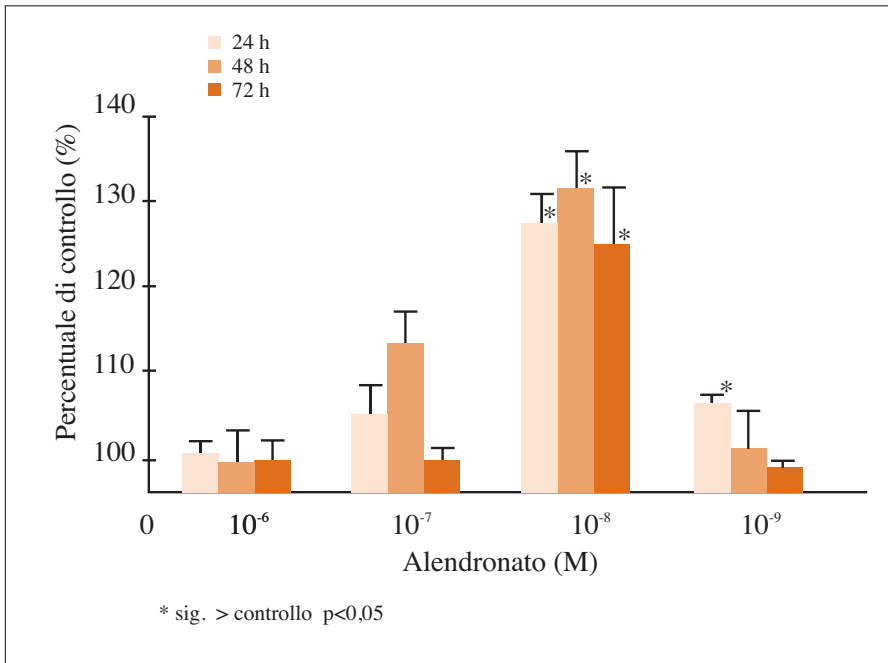 24 h
48 h
72 h
Percentuale di controllo (%)
140
130
120
110
100
0
10⁻⁶ 10⁻⁷ 10⁻⁸ 10⁻⁹
Alendronato (M)
*
*
*
*
* sig. > controllo p<0,05